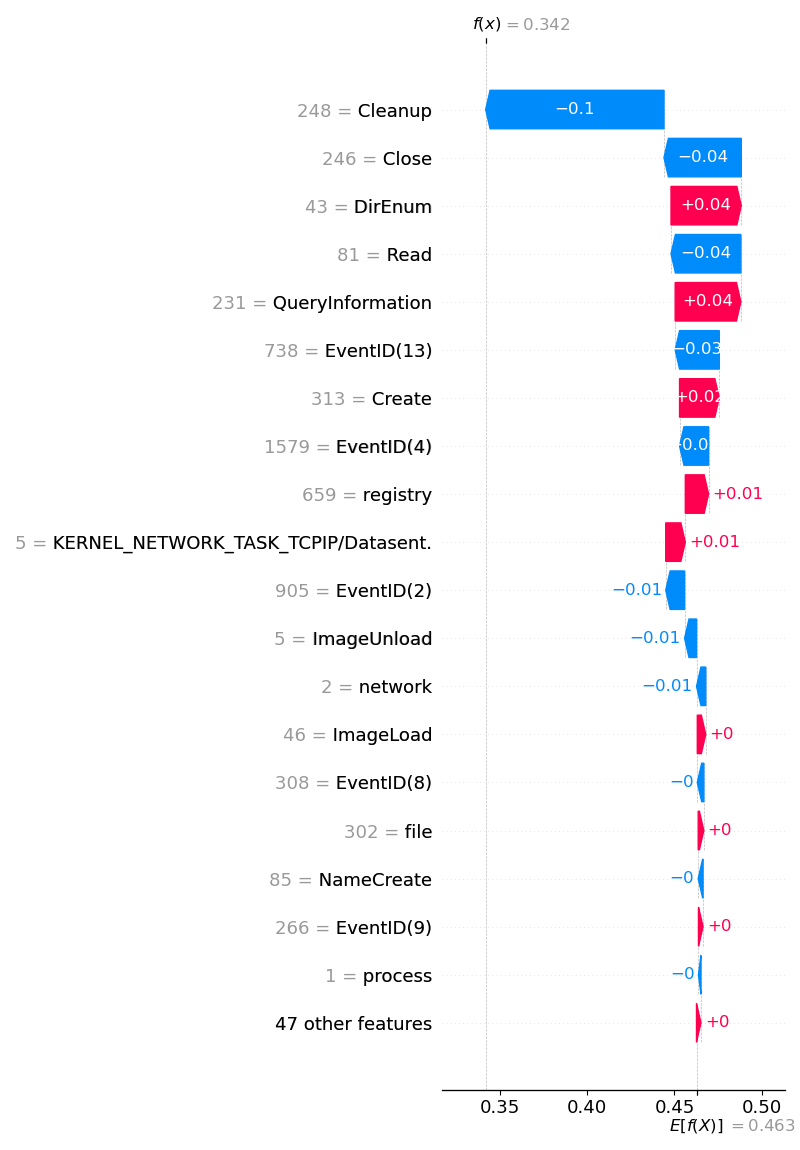 f(x) = 0.342
248 = Cleanup −0.1
246 = Close −0.04
43 = DirEnum +0.04
81 = Read −0.04
231 = QueryInformation +0.04
738 = EventID(13) −0.03
313 = Create +0.02
1579 = EventID(4)
659 = registry +0.01
5 = KERNEL_NETWORK_TASK_TCPIP/Datasent. +0.01
905 = EventID(2) −0.01
5 = ImageUnload −0.01
2 = network −0.01
46 = ImageLoad +0
308 = EventID(8) −0
302 = file +0
85 = NameCreate −0
266 = EventID(9) +0
1 = process −0
47 other features +0
0.35 0.40 0.45 0.50
E[f(X)] = 0.463